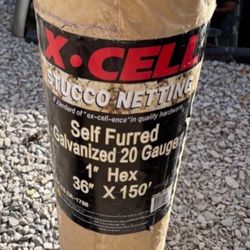 X·CELL
STUCCO NETTING
standard of "ex-cell-ence" in quality hardware
Self Furred
Galvanized 20 Gauge
1" Hex
36" X 150'